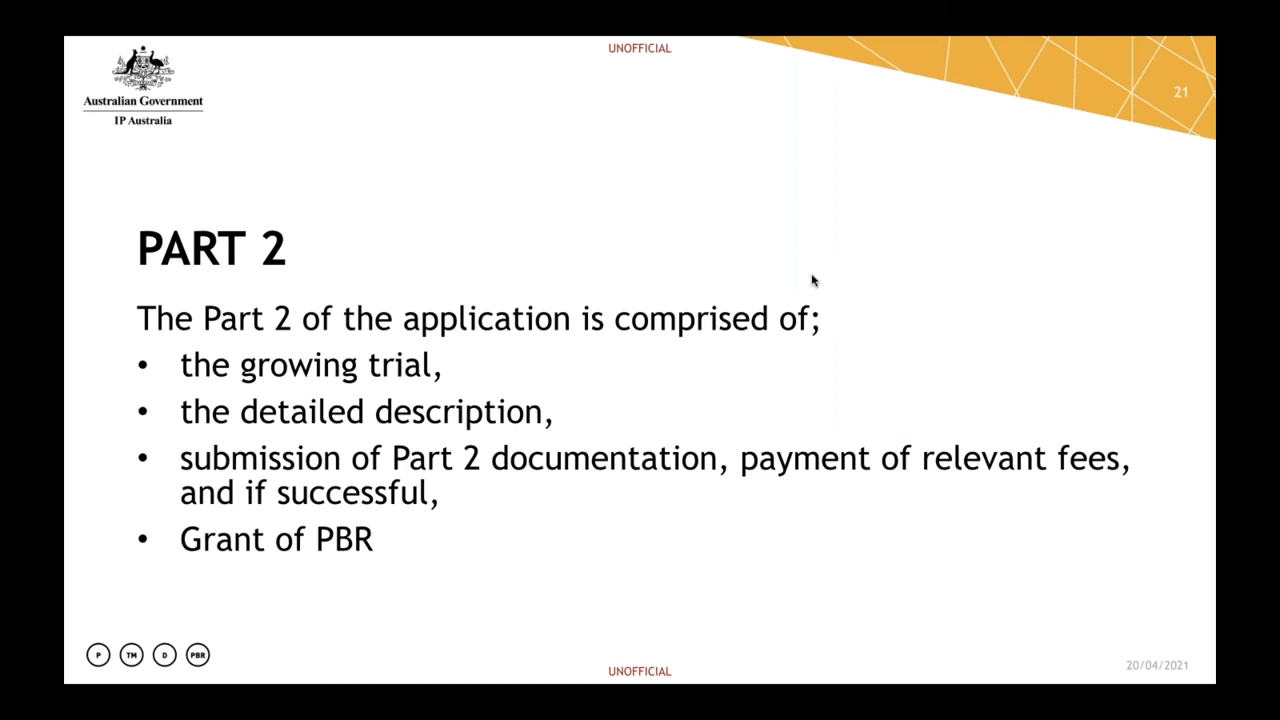 UNOFFICIAL
Australian Government
IP Australia
21
PART 2
The Part 2 of the application is comprised of;
• the growing trial,
• the detailed description,
• submission of Part 2 documentation, payment of relevant fees,
and if successful,
• Grant of PBR
P TM D PBR
UNOFFICIAL
20/04/2021